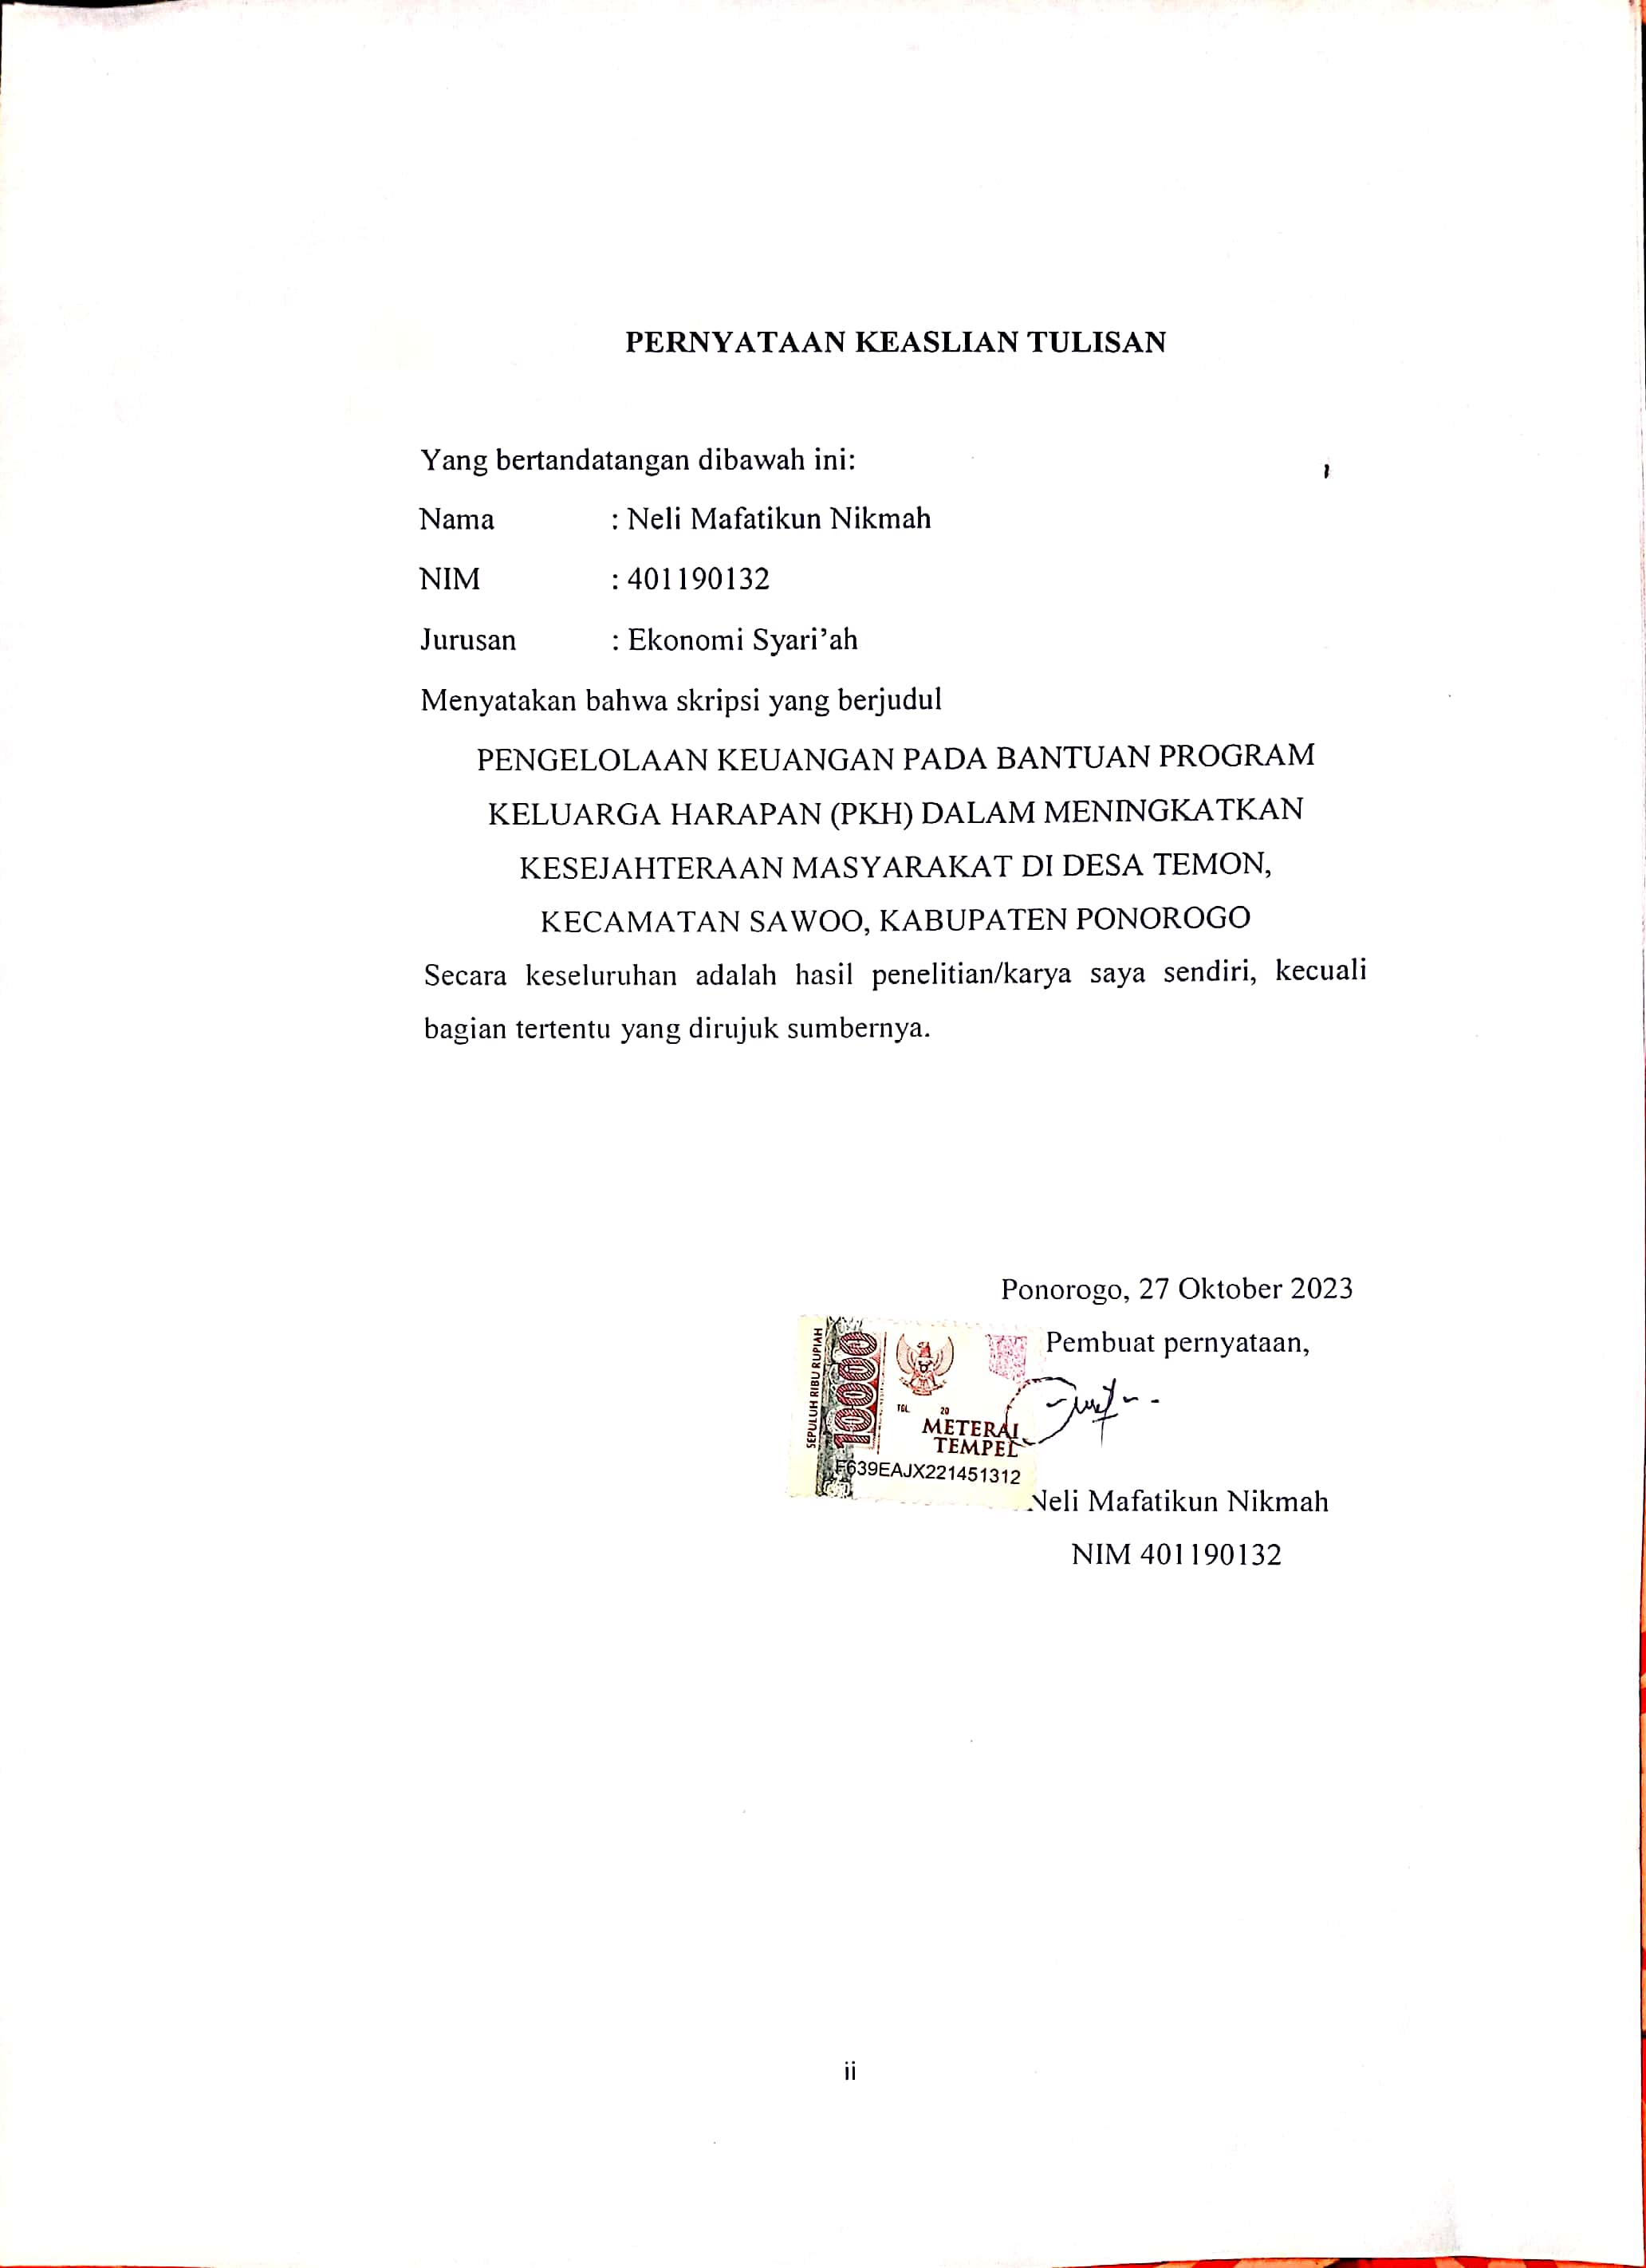 PERNYATAAN KEASLIAN TULISAN
Yang bertandatangan dibawah ini:
Nama : Neli Mafatikun Nikmah
NIM : 401190132
Jurusan : Ekonomi Syari’ah
Menyatakan bahwa skripsi yang berjudul
PENGELOLAAN KEUANGAN PADA BANTUAN PROGRAM
KELUARGA HARAPAN (PKH) DALAM MENINGKATKAN
KESEJAHTERAAN MASYARAKAT DI DESA TEMON,
KECAMATAN SAWOO, KABUPATEN PONOROGO
Secara keseluruhan adalah hasil penelitian/karya saya sendiri, kecuali
bagian tertentu yang dirujuk sumbernya.
Ponorogo, 27 Oktober 2023
Pembuat pernyataan,
SEPULUH RIBU RUPIAH
10000
TGL. 20
METERAI
TEMPEL
F639EAJX221451312
Neli Mafatikun Nikmah
NIM 401190132
ii